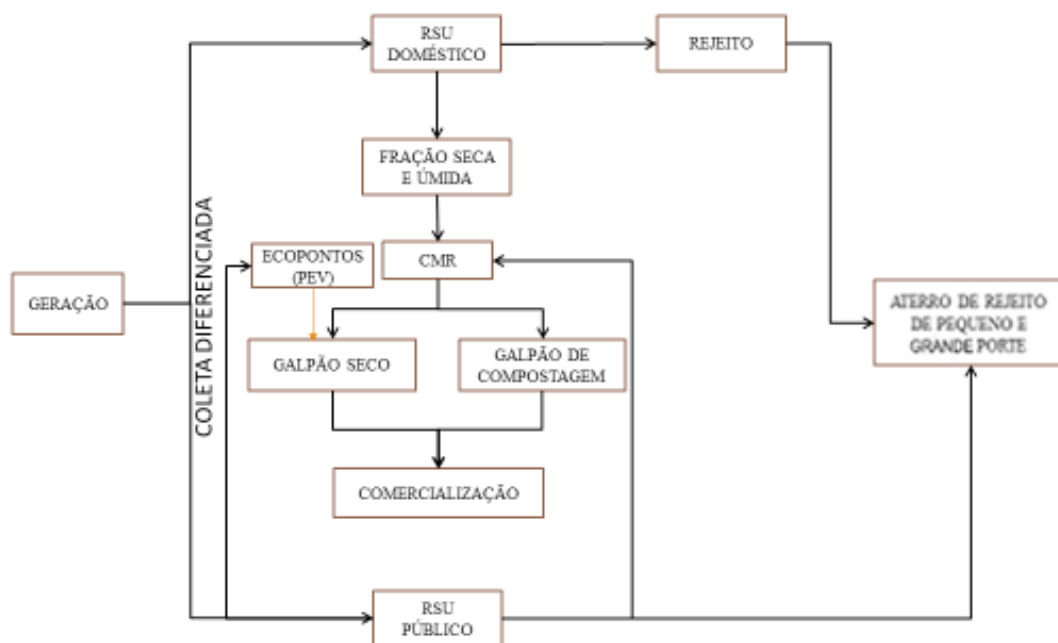 RSU
DOMÉSTICO
REJEITO
FRAÇÃO SECA
E ÚMIDA
COLETA DIFERENCIADA
ECOPONTOS
(PEV)
CMR
GERAÇÃO
ATERRO DE REJEITO
DE PEQUENO E
GRANDE PORTE
GALPÃO SECO
GALPÃO DE
COMPOSTAGEM
COMERCIALIZAÇÃO
RSU
PÚBLICO